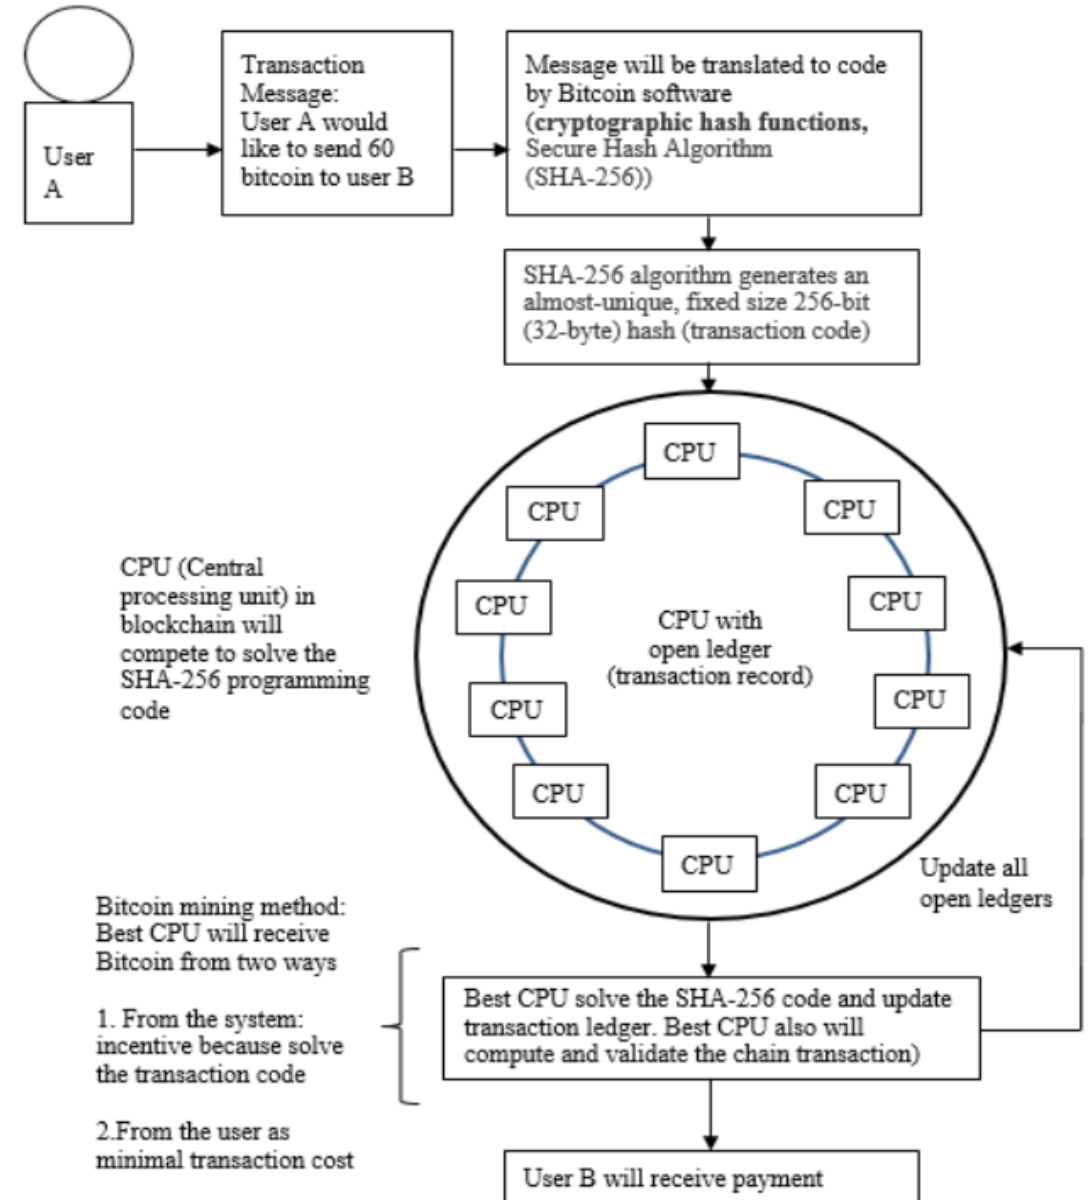 User
A
Transaction
Message:
User A would
like to send 60
bitcoin to user B
Message will be translated to code
by Bitcoin software
(cryptographic hash functions,
Secure Hash Algorithm
(SHA-256))
SHA-256 algorithm generates an
almost-unique, fixed size 256-bit
(32-byte) hash (transaction code)
CPU
CPU
CPU
CPU
CPU
CPU
CPU
CPU
CPU
CPU
CPU with
open ledger
(transaction record)
CPU (Central
processing unit) in
blockchain will
compete to solve the
SHA-256 programming
code
Update all
open ledgers
Bitcoin mining method:
Best CPU will receive
Bitcoin from two ways
1. From the system:
incentive because solve
the transaction code
2.From the user as
minimal transaction cost
Best CPU solve the SHA-256 code and update
transaction ledger. Best CPU also will
compute and validate the chain transaction)
User B will receive payment